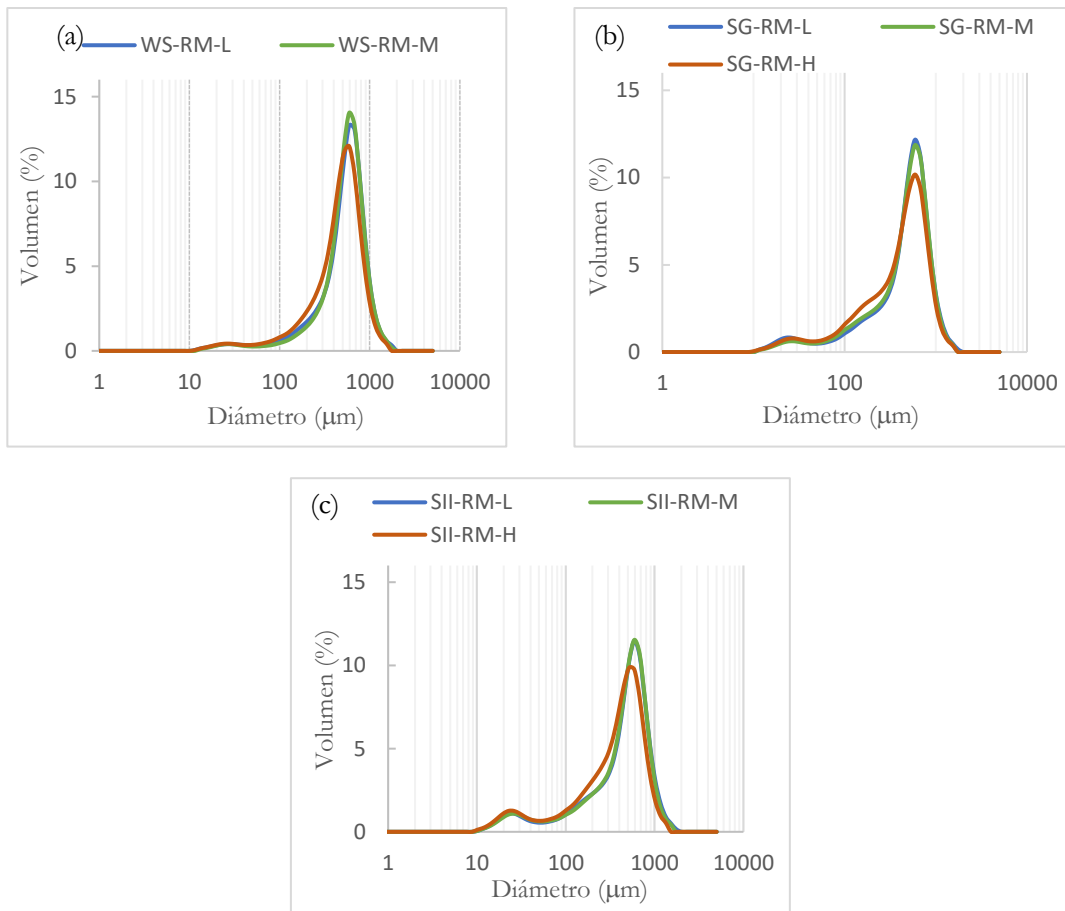 (a)
WS-RM-L WS-RM-M
15
10
5
0
1 10 100 1000 10000
Volumen (%)
Diámetro (μm)
(b)
SG-RM-L SG-RM-M
SG-RM-H
15
10
5
0
1 100 10000
Volumen (%)
Diámetro (μm)
(c)
SII-RM-L SII-RM-M
SII-RM-H
15
10
5
0
1 10 100 1000 10000
Volumen (%)
Diámetro (μm)